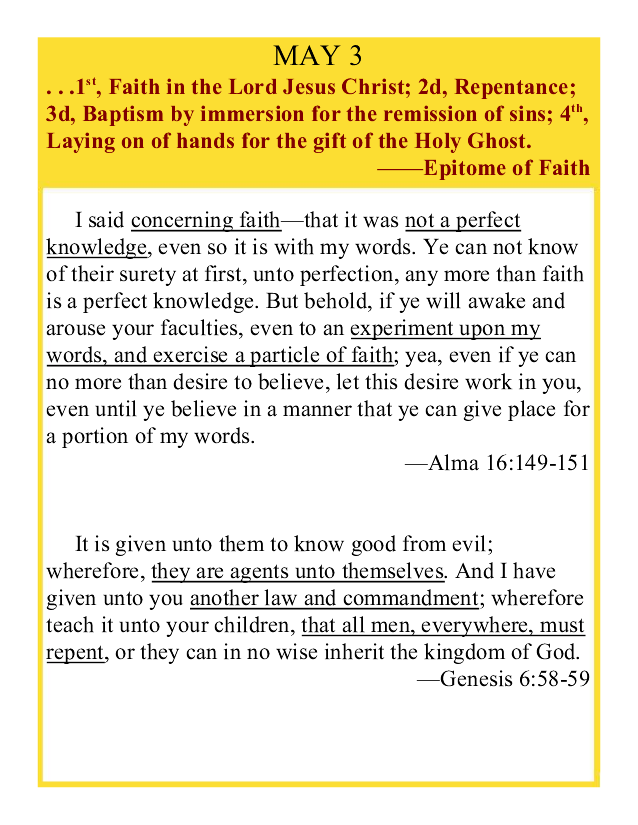 MAY 3
. . .1st, Faith in the Lord Jesus Christ; 2d, Repentance;
3d, Baptism by immersion for the remission of sins; 4th,
Laying on of hands for the gift of the Holy Ghost.
——Epitome of Faith
I said concerning faith—that it was not a perfect
knowledge, even so it is with my words. Ye can not know
of their surety at first, unto perfection, any more than faith
is a perfect knowledge. But behold, if ye will awake and
arouse your faculties, even to an experiment upon my
words, and exercise a particle of faith; yea, even if ye can
no more than desire to believe, let this desire work in you,
even until ye believe in a manner that ye can give place for
a portion of my words.
—Alma 16:149-151
It is given unto them to know good from evil;
wherefore, they are agents unto themselves. And I have
given unto you another law and commandment; wherefore
teach it unto your children, that all men, everywhere, must
repent, or they can in no wise inherit the kingdom of God.
—Genesis 6:58-59